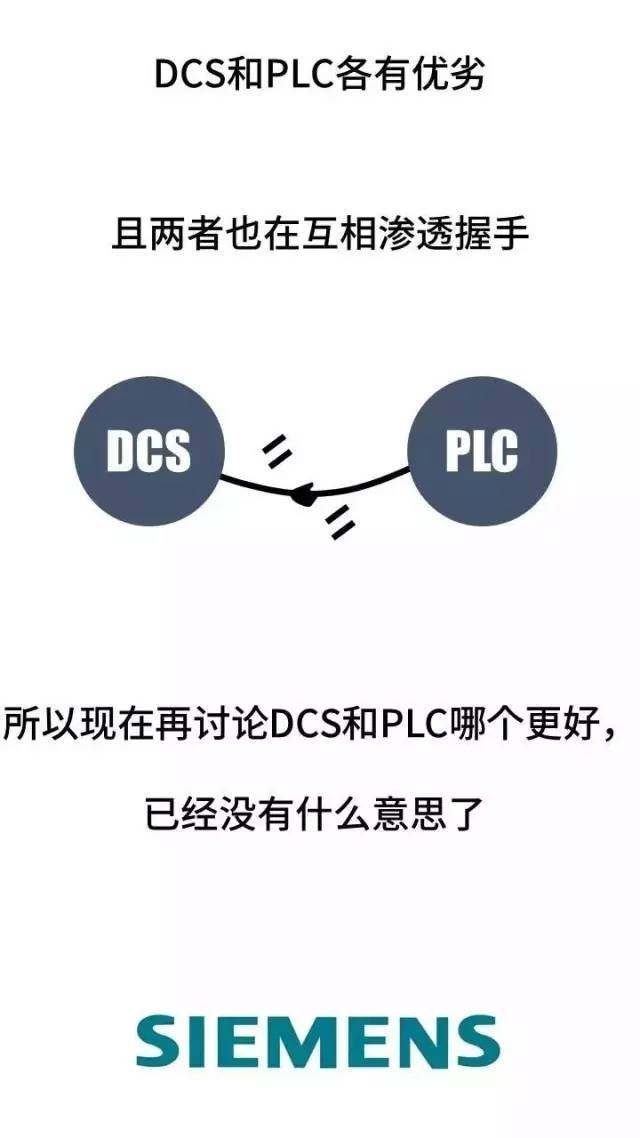 DCS和PLC各有优劣
且两者也在互相渗透握手
DCS
PLC
所以现在再讨论DCS和PLC哪个更好，
已经没有什么意思了
SIEMENS